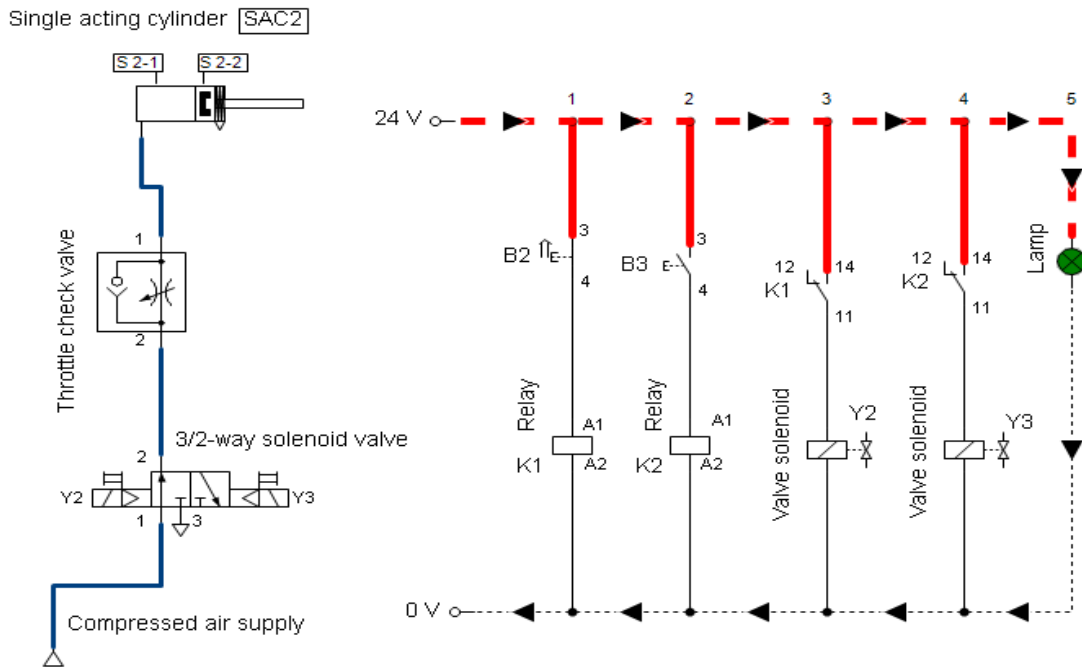 Single acting cylinder SAC2
S 2-1 S 2-2
Throttle check valve
1
2
3/2-way solenoid valve
2
Y2 Y3
1 3
Compressed air supply
1 2 3 4 5
24 V
3
B2 E
4
3
B3 E
4
12 14
K1
11
12 14
K2
11
Lamp
Relay
A1
K1 A2
Relay
A1
K2 A2
Valve solenoid
Y2
Valve solenoid
Y3
0 V